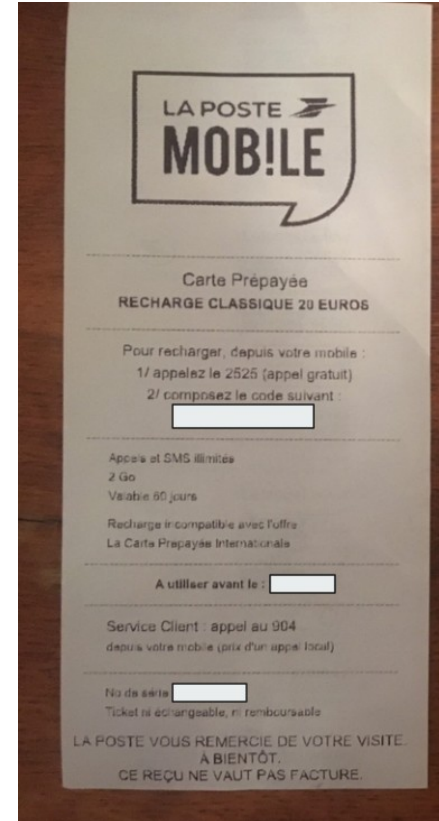 LA POSTE
MOB!LE
Carte Prépayée
RECHARGE CLASSIQUE 20 EUROS
Pour recharger, depuis votre mobile :
1/ appelez le 2525 (appel gratuit)
2/ composez le code suivant :
Appels et SMS illimités
2 Go
Valable 60 jours
Recharge incompatible avec l'offre
La Carte Prépayée Internationale
A utiliser avant le :
Service Client : appel au 904
depuis votre mobile (prix d'un appel local)
No de série
Ticket ni échangeable, ni remboursable
LA POSTE VOUS REMERCIE DE VOTRE VISITE.
À BIENTÔT.
CE REÇU NE VAUT PAS FACTURE.